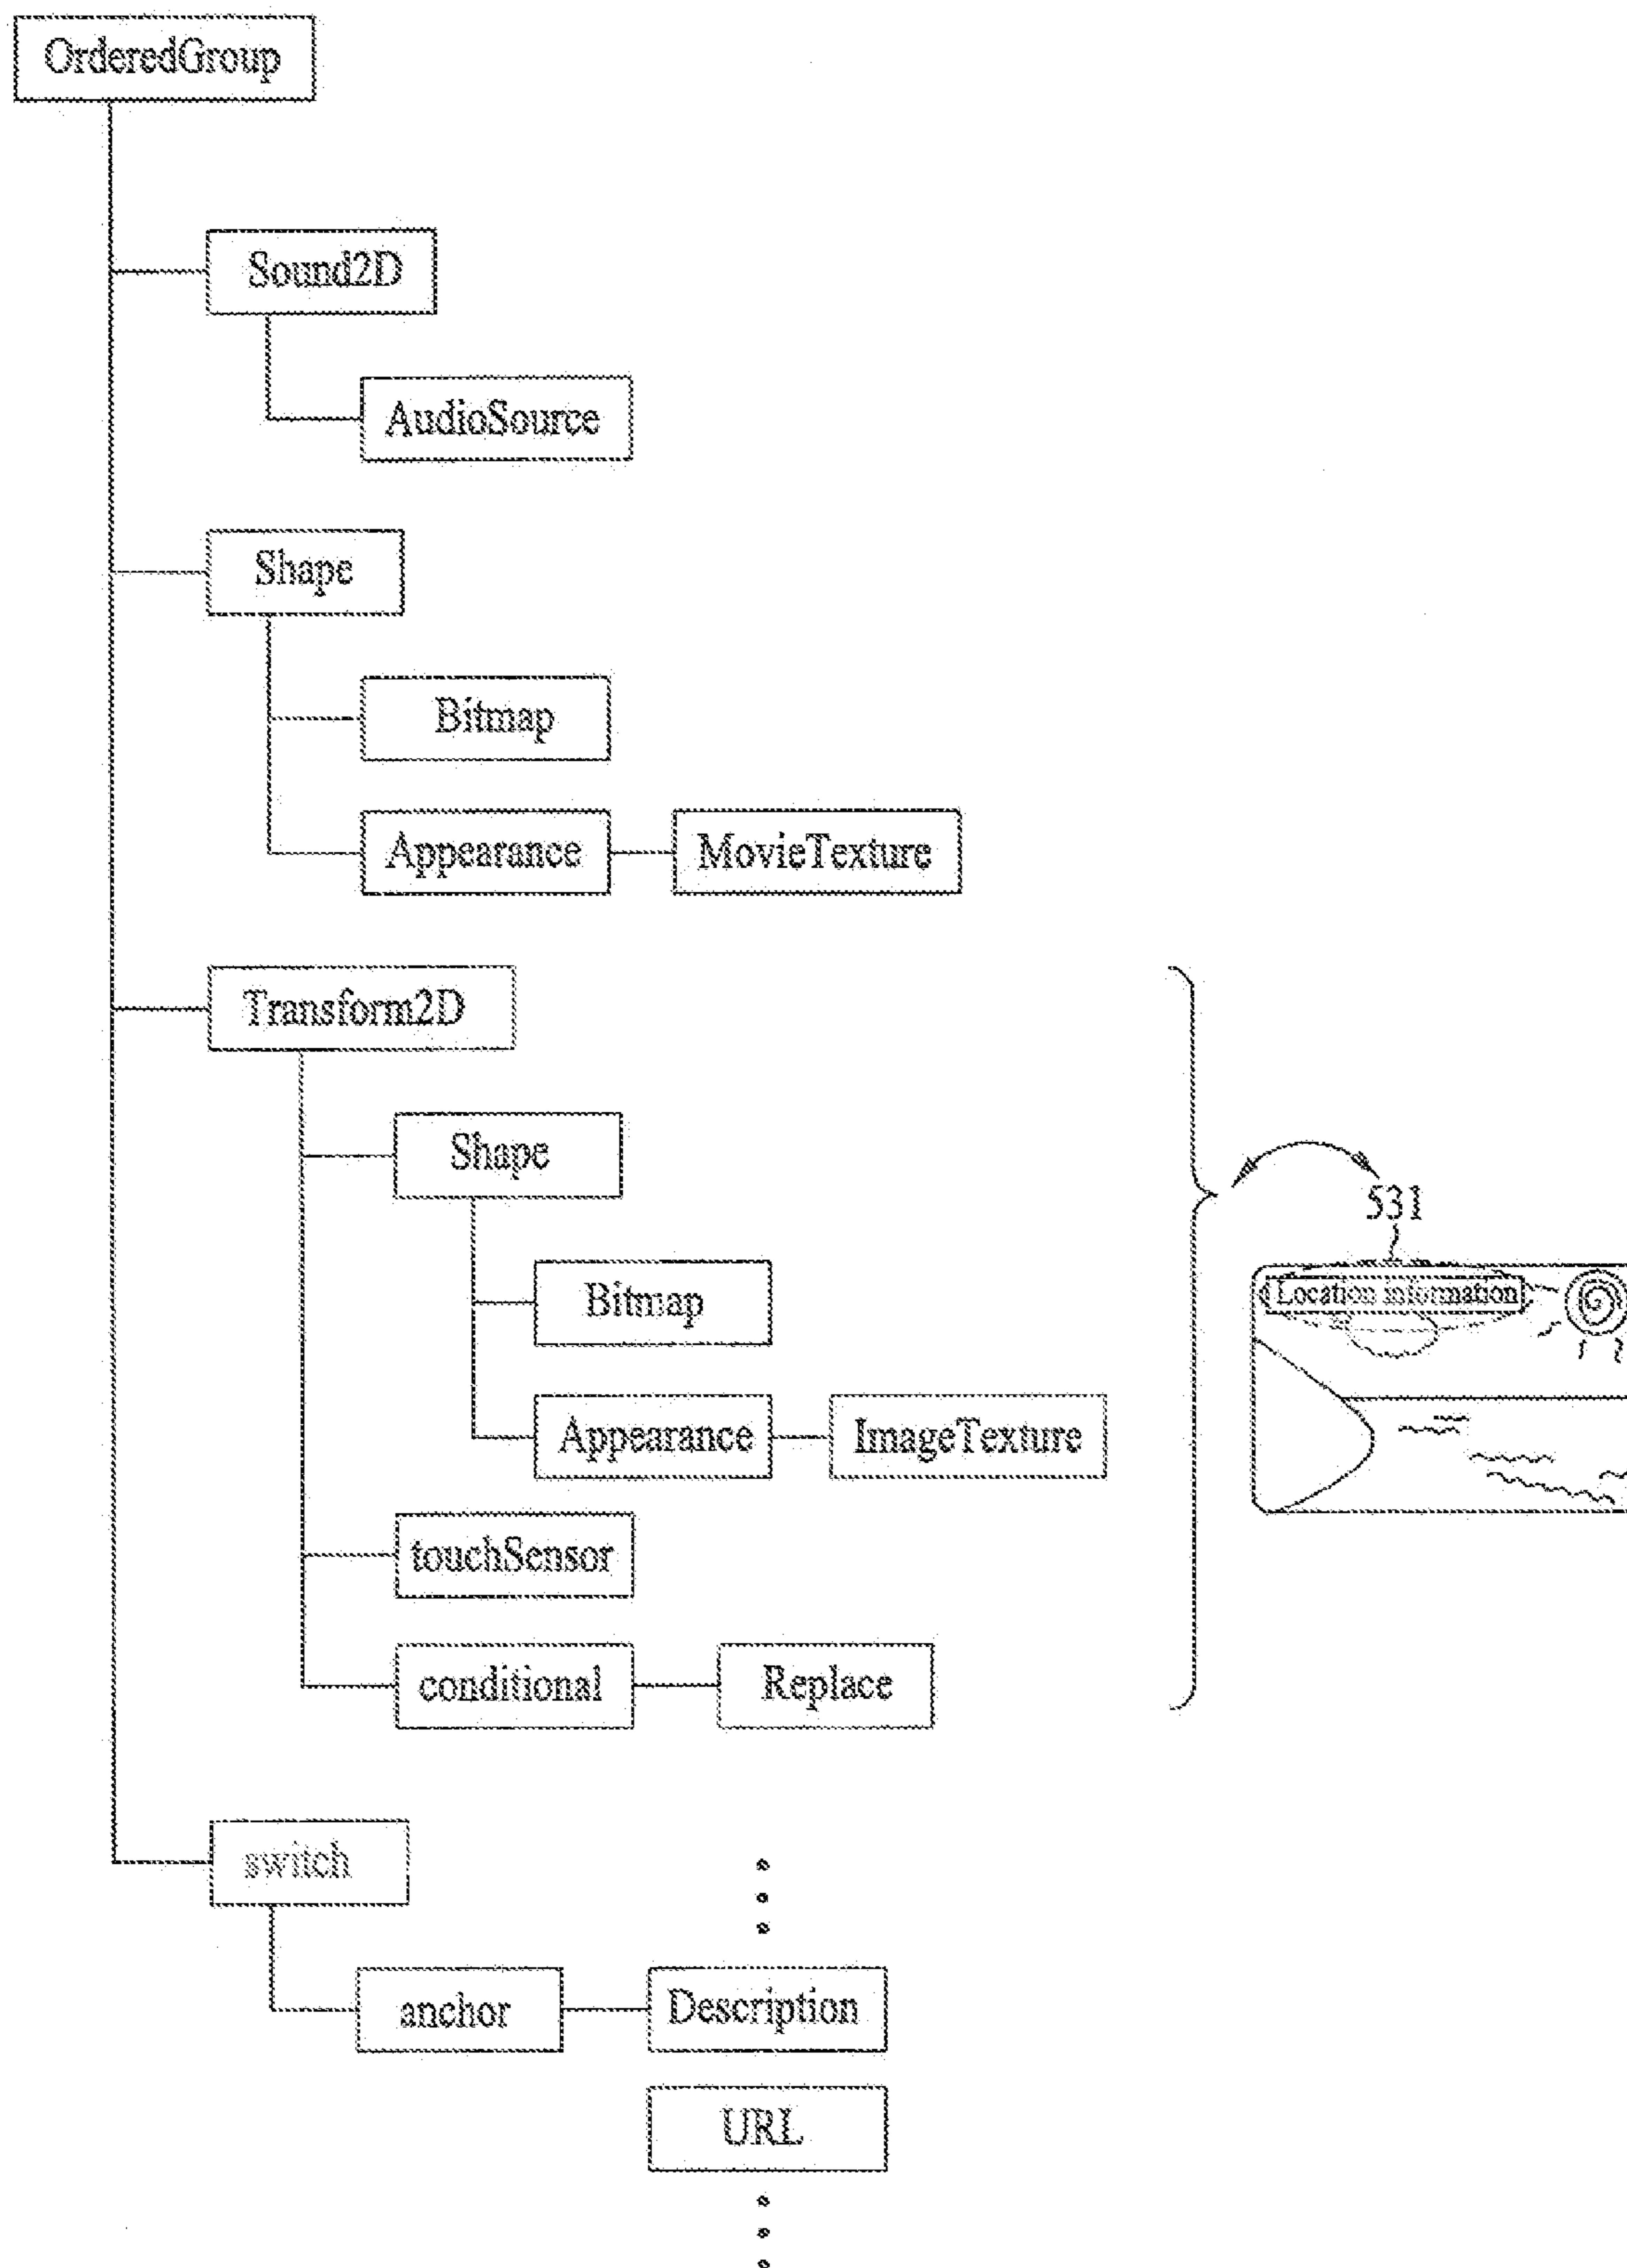 OrderedGroup
Sound2D
AudioSource
Shape
Bitmap
Appearance
MovieTexture
Transform2D
Shape
531
Bitmap
Location information
Appearance
ImageTexture
touchSensor
conditional
Replace
switch
anchor
Description
URL